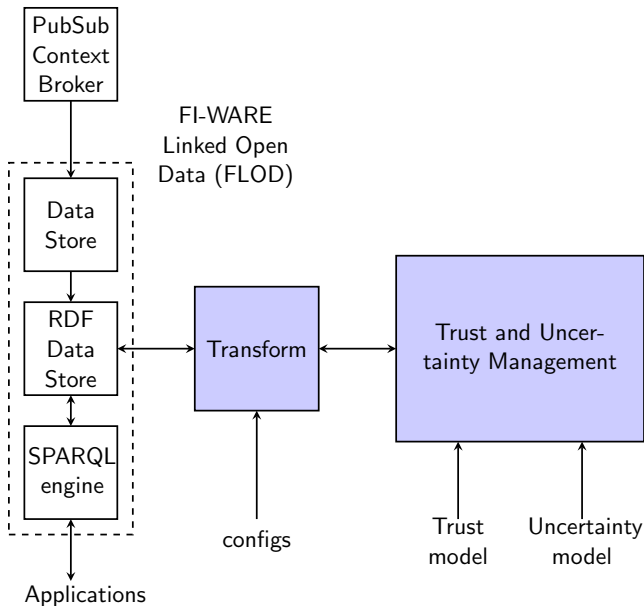 PubSub
Context
Broker
FI-WARE
Linked Open
Data (FLOD)
Data
Store
RDF
Data
Store
Transform
Trust and Uncer-
tainty Management
SPARQL
engine
configs
Trust
model
Uncertainty
model
Applications